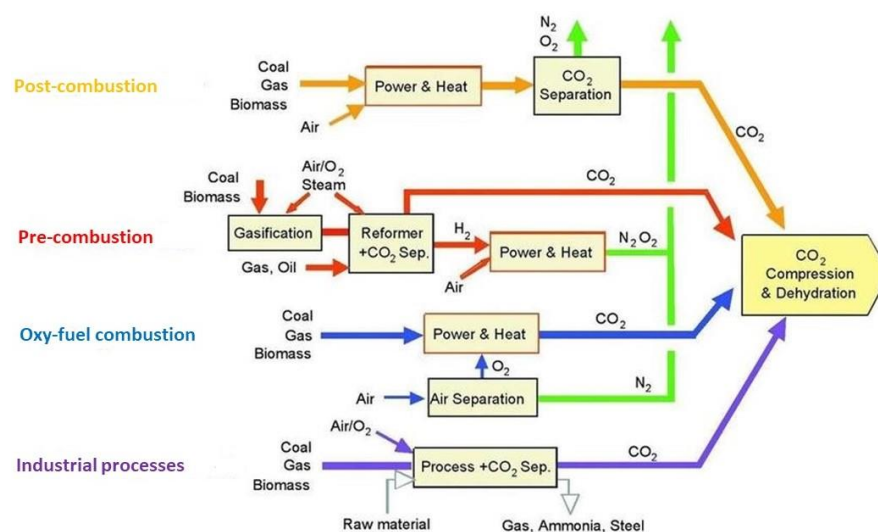 N₂
O₂
Post-combustion
Coal
Gas
Biomass
Air
Power & Heat
CO₂
Separation
CO₂
Pre-combustion
Coal
Biomass
Air/O₂
Steam
Gasification
Gas, Oil
Reformer
+CO₂ Sep.
CO₂
H₂
Air
Power & Heat
N₂ O₂
CO₂
Compression
& Dehydration
Oxy-fuel combustion
Coal
Gas
Biomass
Power & Heat
CO₂
O₂
Air
Air Separation
N₂
Industrial processes
Air/O₂
Coal
Gas
Biomass
Process +CO₂ Sep.
CO₂
Raw material
Gas, Ammonia, Steel